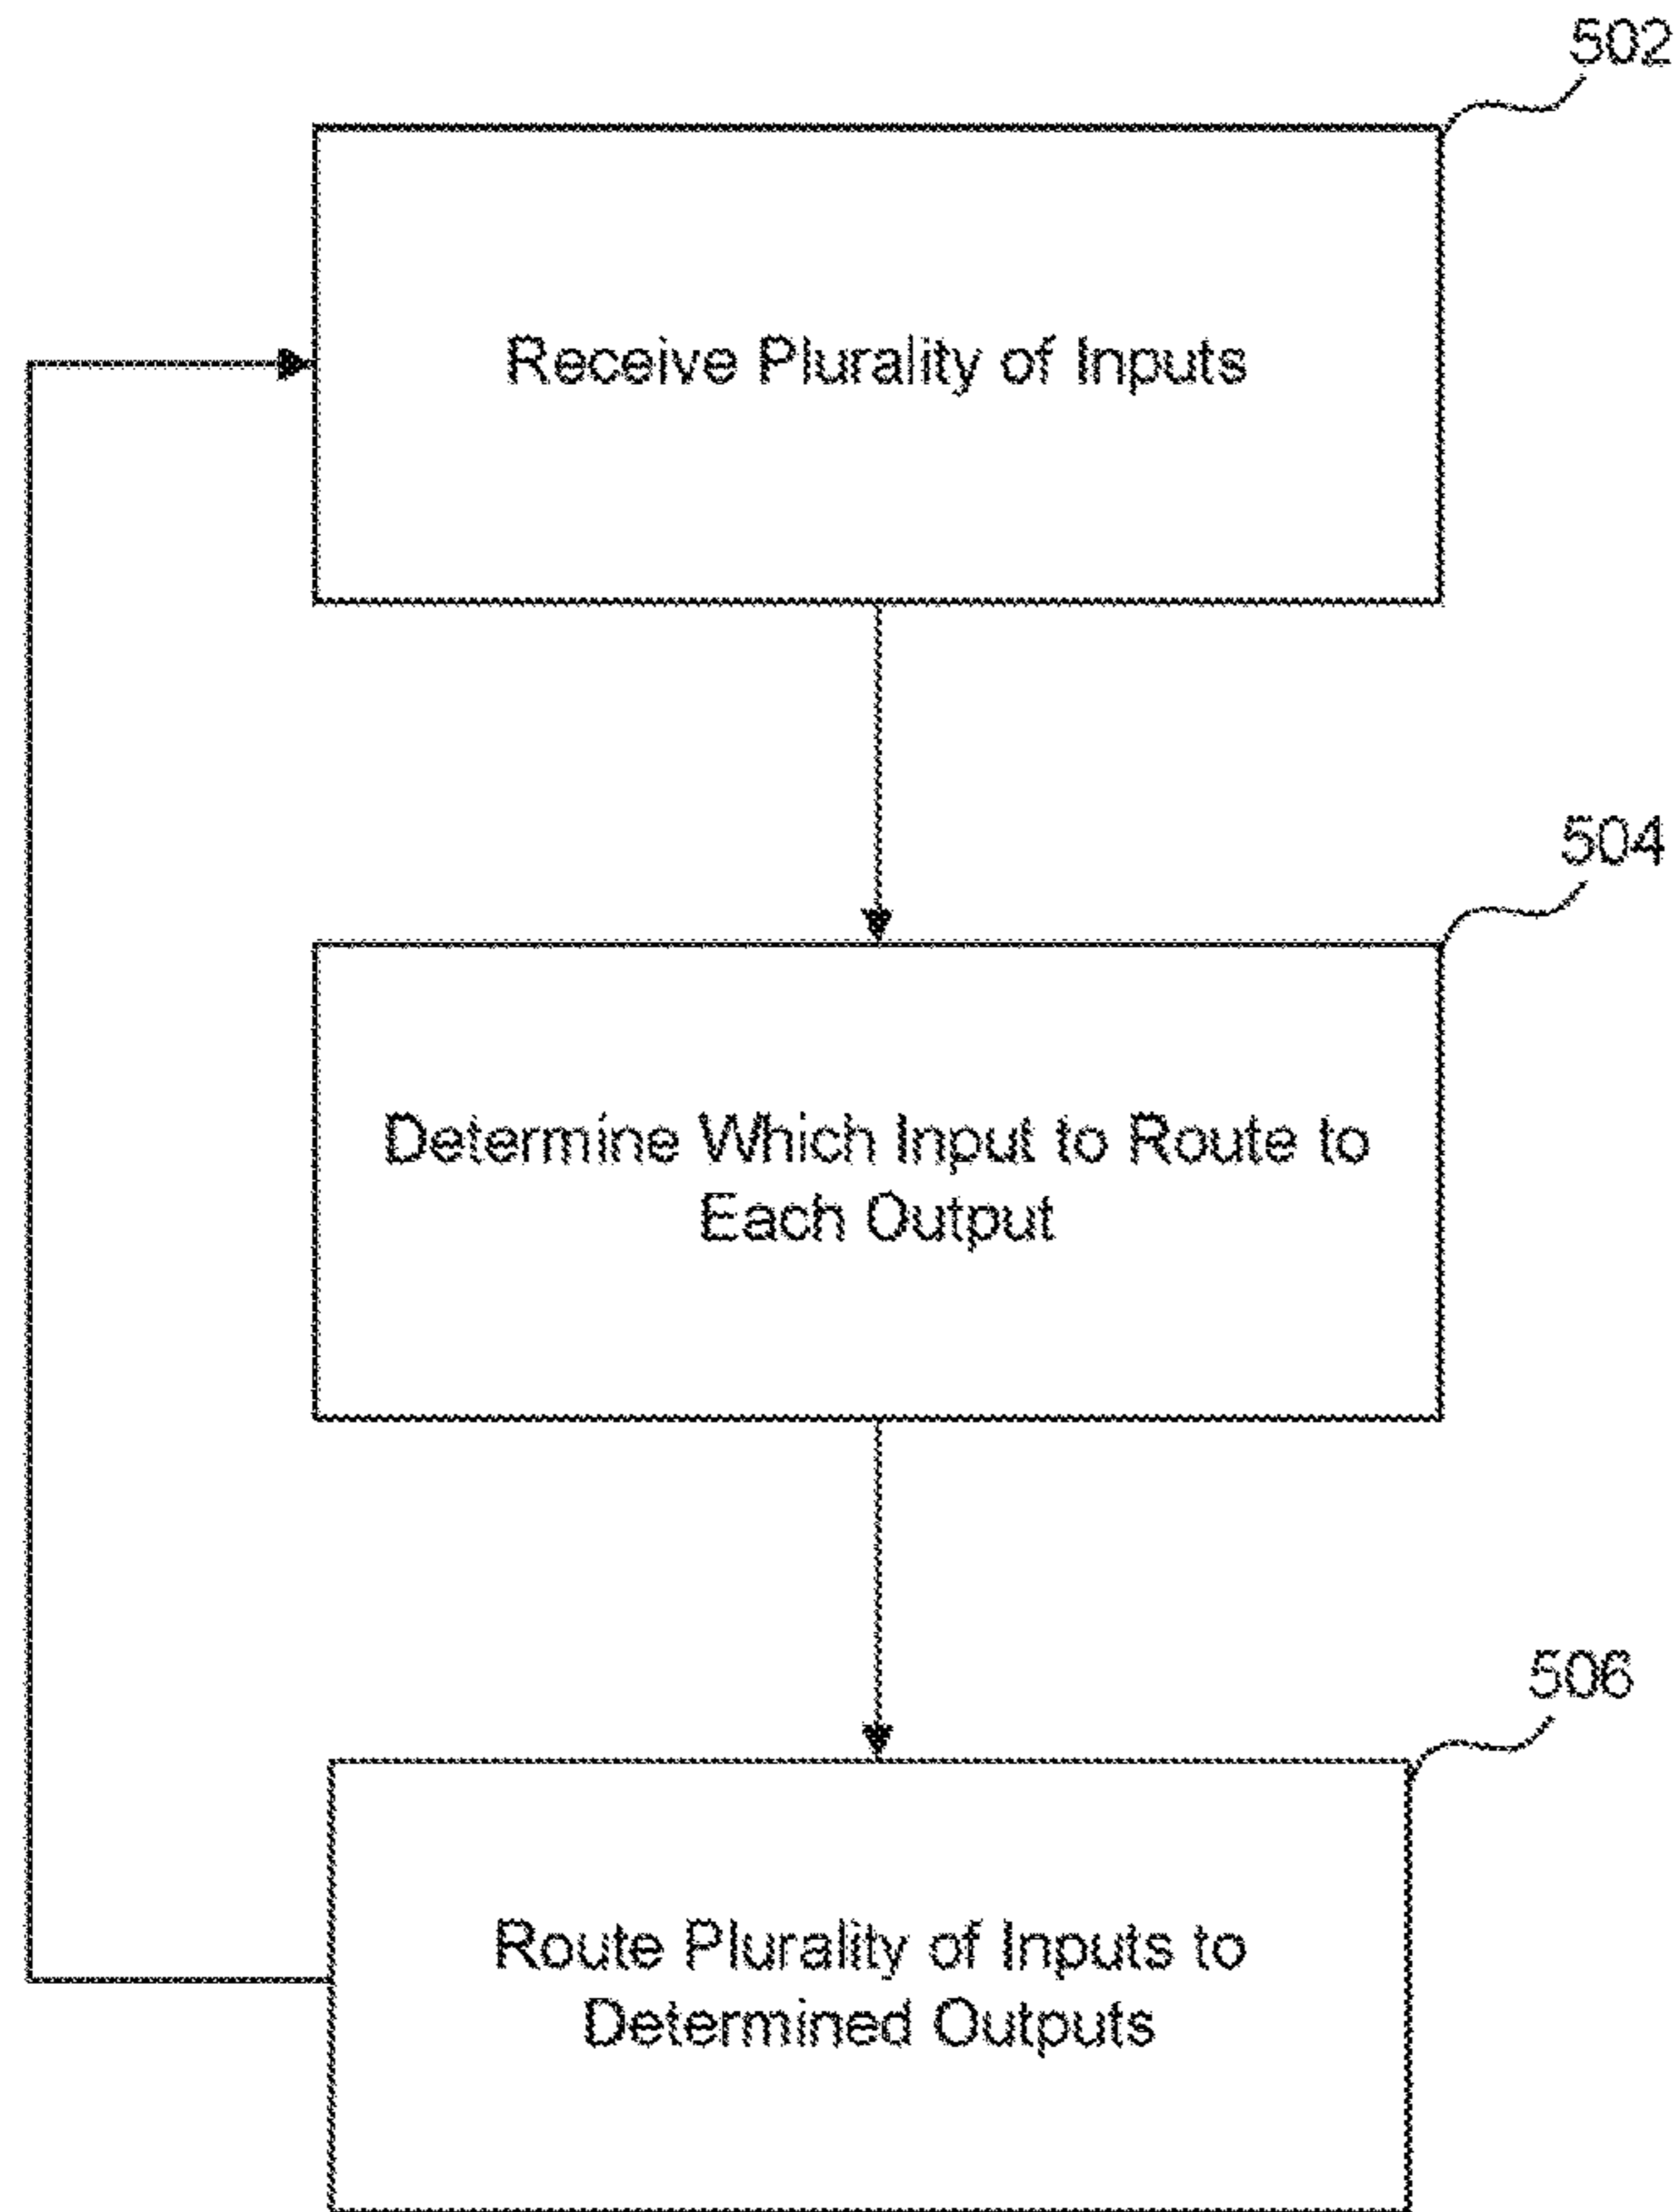 502
Receive Plurality of Inputs
504
Determine Which Input to Route to
Each Output
506
Route Plurality of Inputs to
Determined Outputs